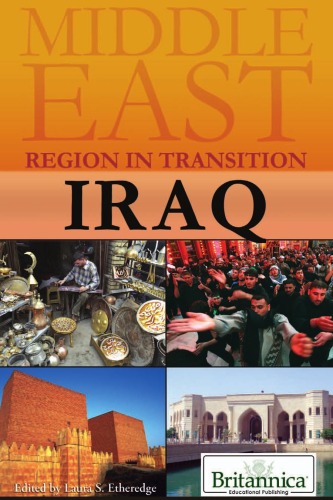 MIDDLE
EAST
REGION IN TRANSITION
IRAQ
Edited by Laura S. Etheredge
Britannica
Educational Publishing